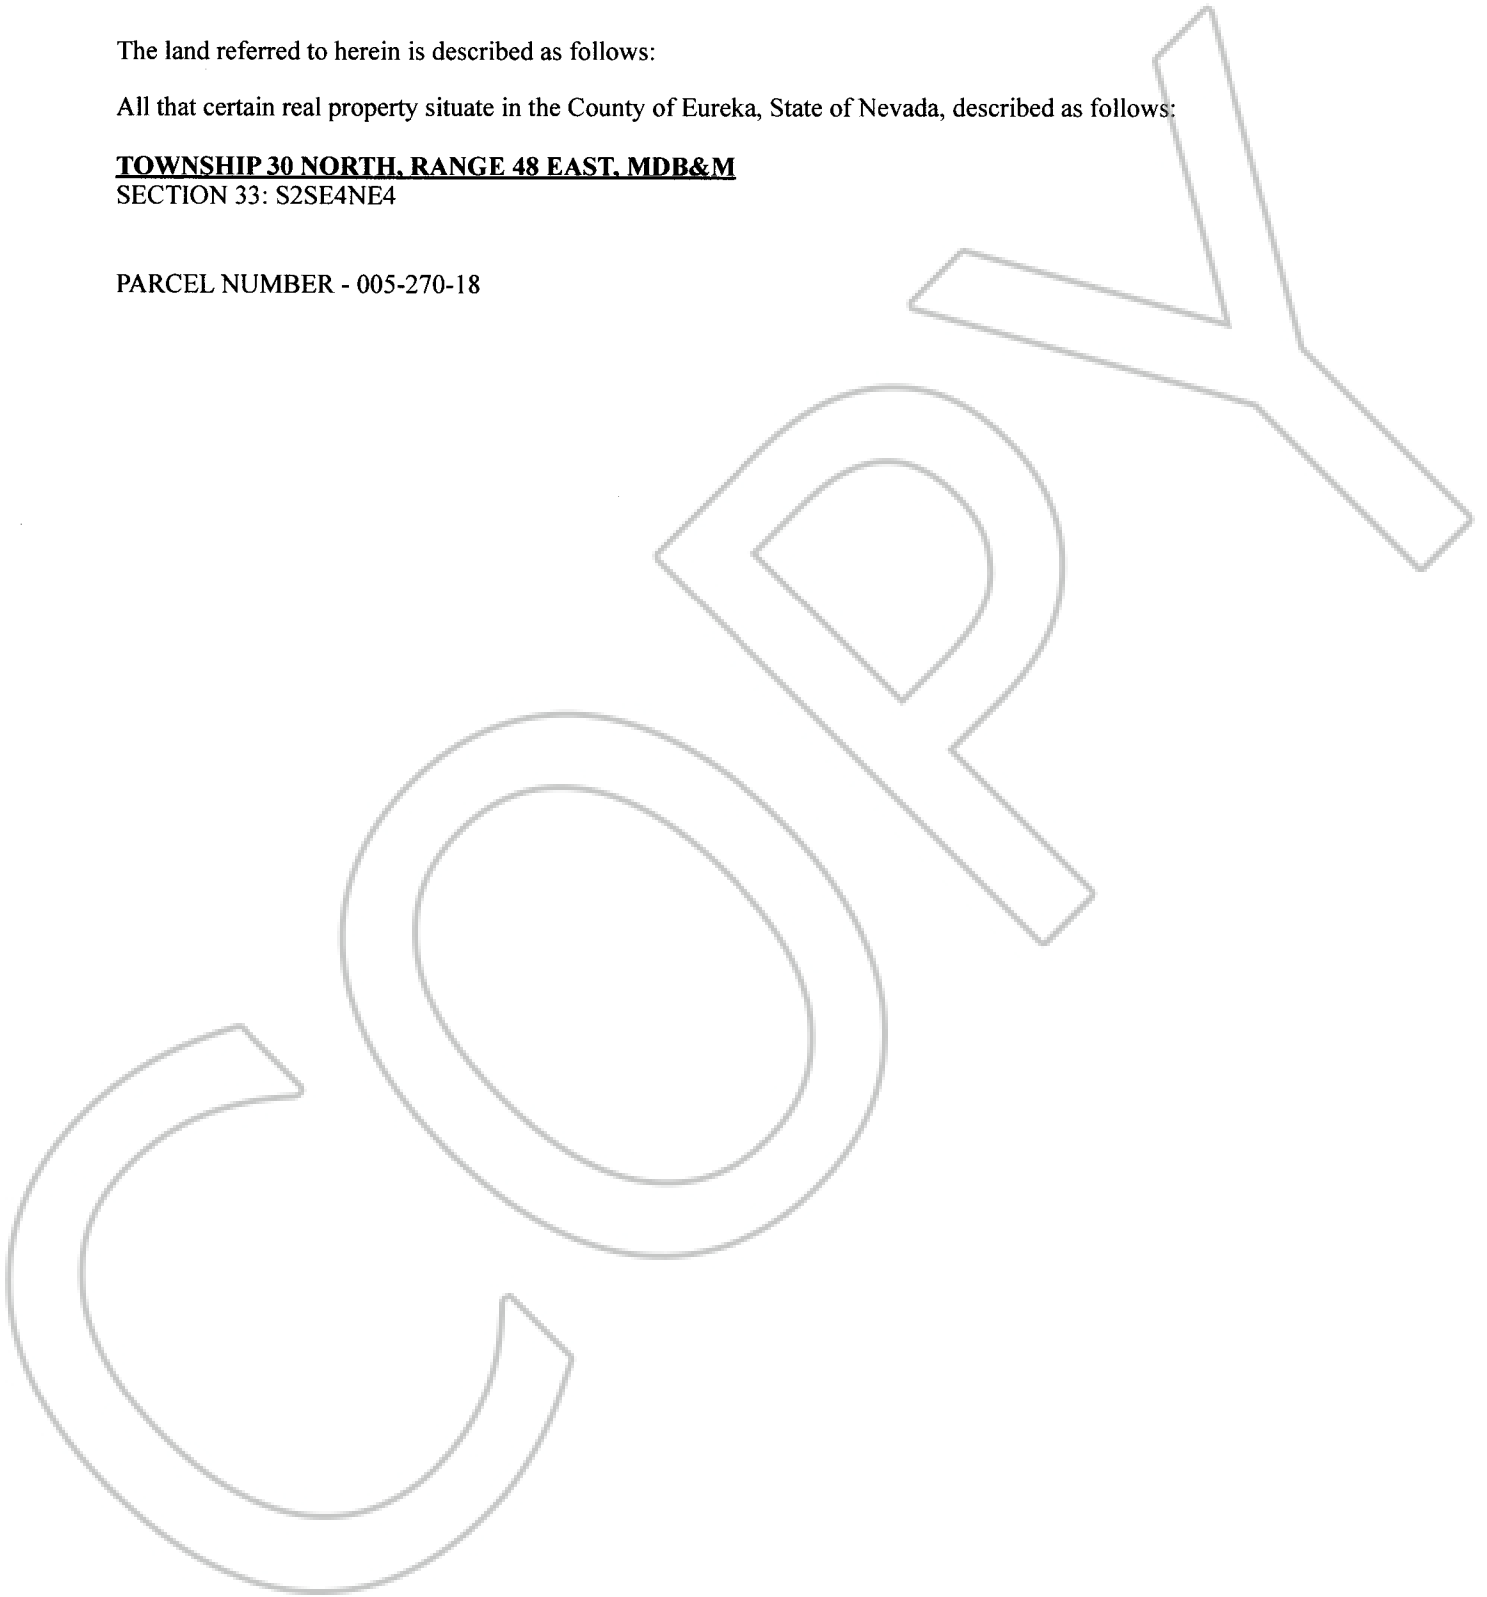 The land referred to herein is described as follows:
All that certain real property situate in the County of Eureka, State of Nevada, described as follows:
TOWNSHIP 30 NORTH, RANGE 48 EAST, MDB&M
SECTION 33: S2SE4NE4
PARCEL NUMBER - 005-270-18
COPY